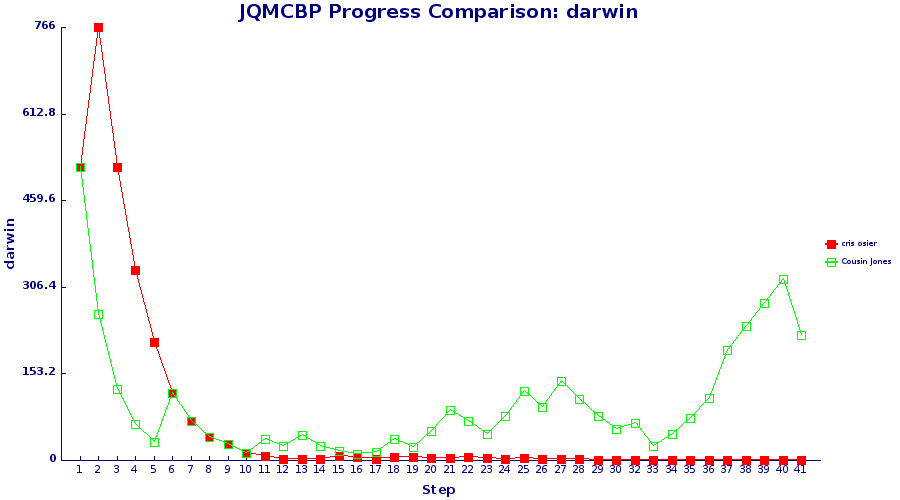 JQMCBP Progress Comparison: darwin
766
612.8
459.6
306.4
153.2
0
darwin
1 2 3 4 5 6 7 8 9 10 11 12 13 14 15 16 17 18 19 20 21 22 23 24 25 26 27 28 29 30 32 33 34 35 36 37 38 39 40 41
Step
cris osier
Cousin Jones